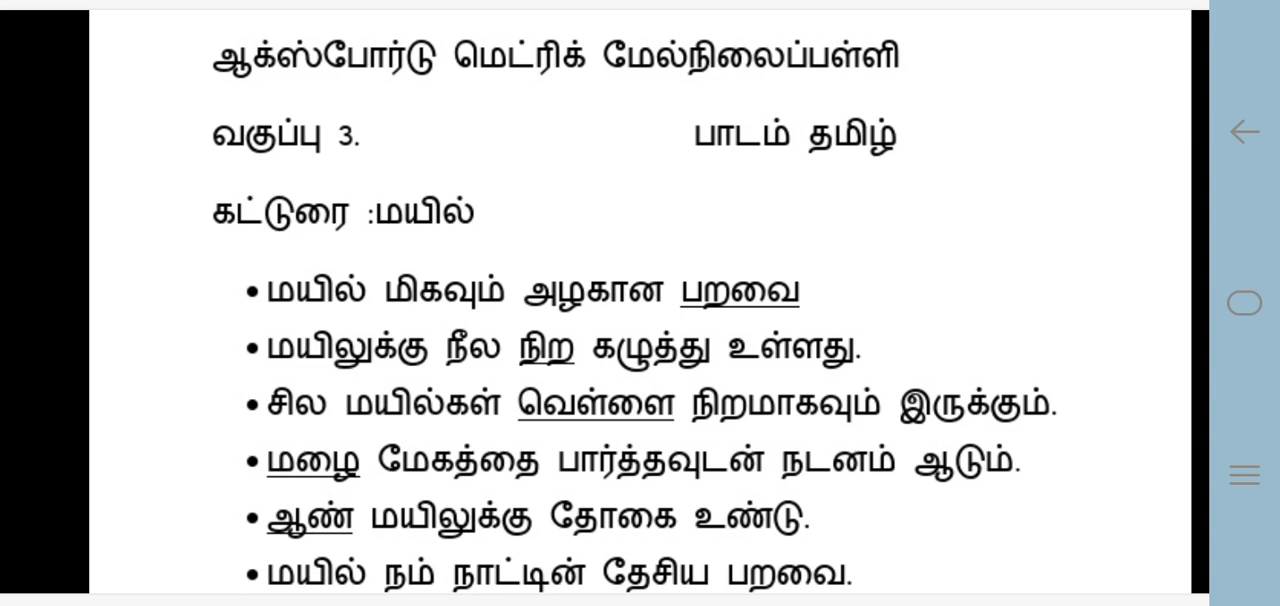 ஆக்ஸ்போர்டு மெட்ரிக் மேல்நிலைப்பள்ளி
வகுப்பு 3. பாடம் தமிழ்
கட்டுரை :மயில்
•மயில் மிகவும் அழகான பறவை
•மயிலுக்கு நீல நிற கழுத்து உள்ளது.
•சில மயில்கள் வெள்ளை நிறமாகவும் இருக்கும்.
•மழை மேகத்தை பார்த்தவுடன் நடனம் ஆடும்.
•ஆண் மயிலுக்கு தோகை உண்டு.
•மயில் நம் நாட்டின் தேசிய பறவை.